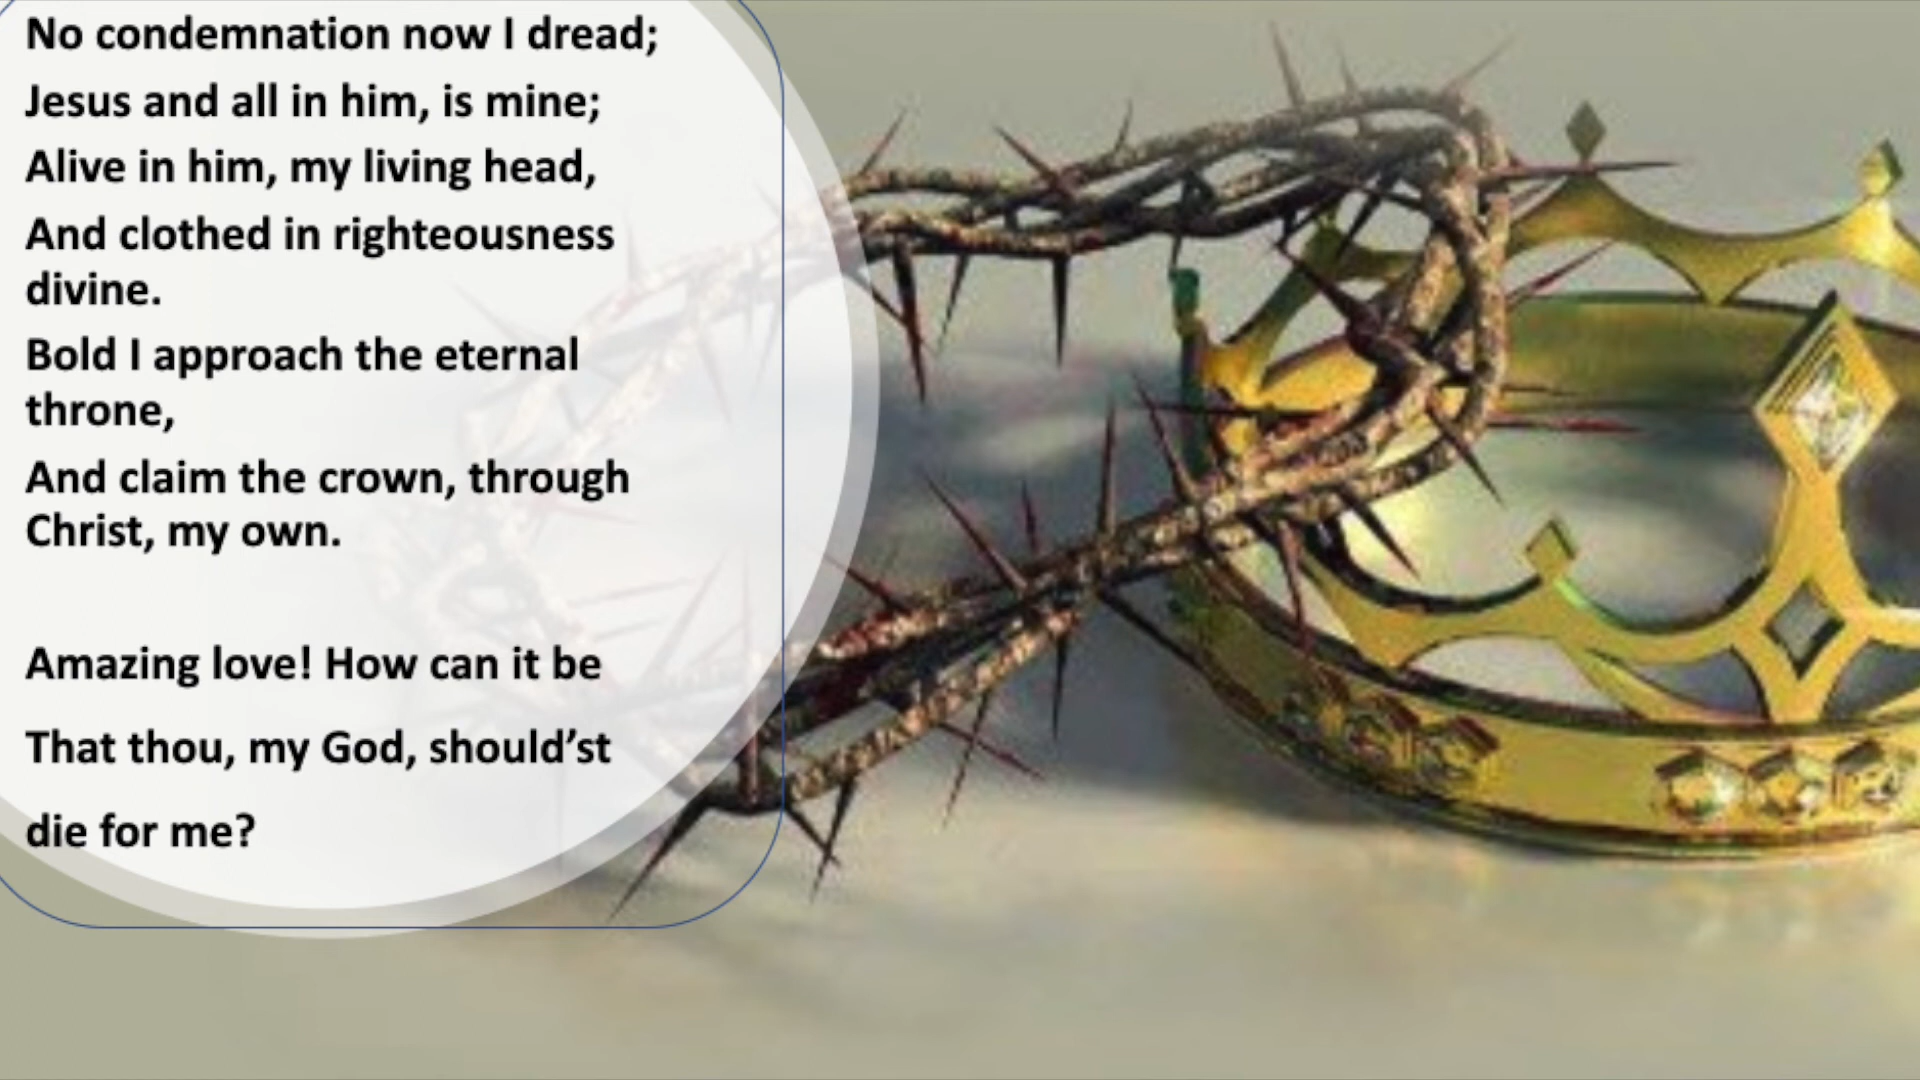 No condemnation now I dread;
Jesus and all in him, is mine;
Alive in him, my living head,
And clothed in righteousness
divine.
Bold I approach the eternal
throne,
And claim the crown, through
Christ, my own.
Amazing love! How can it be
That thou, my God, should’st
die for me?